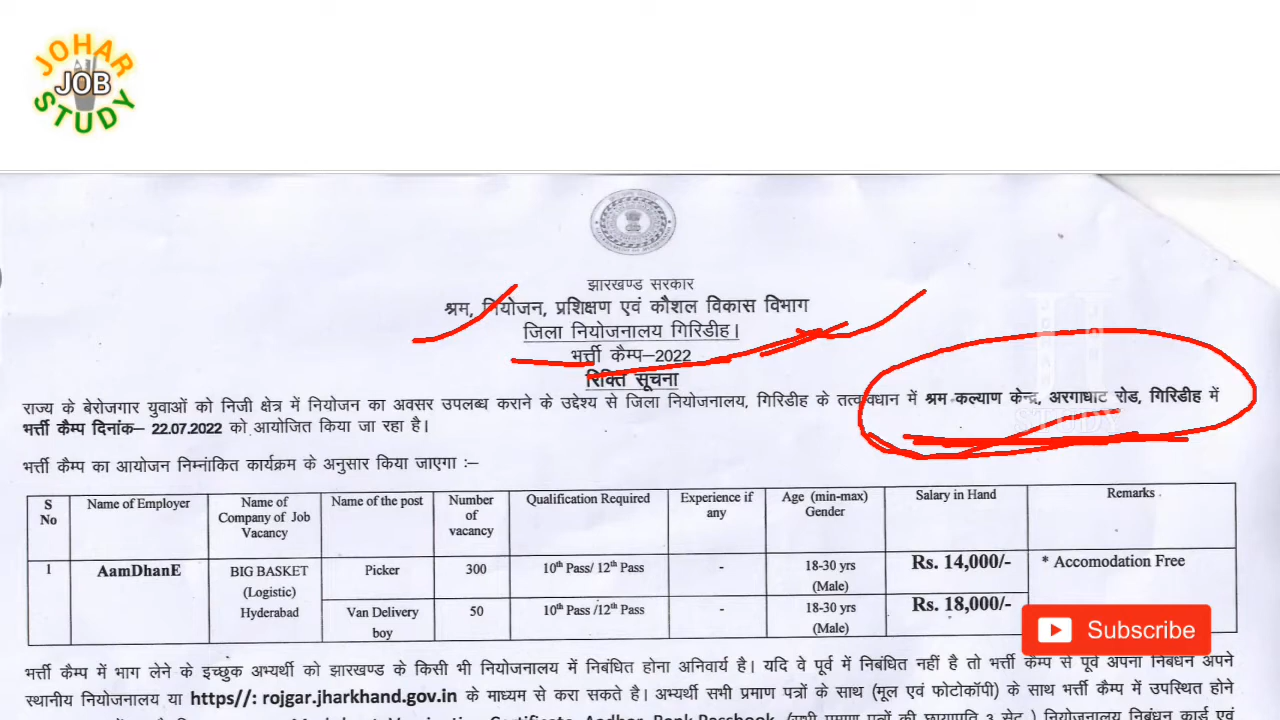 JOHAR
JOB
STUDY
झारखण्ड सरकार
श्रम, नियोजन, प्रशिक्षण एवं कौशल विकास विभाग
जिला नियोजनालय गिरिडीह।
भर्त्ती कैम्प–2022
रिक्ति सूचना
राज्य के बेरोजगार युवाओं को निजी क्षेत्र में नियोजन का अवसर उपलब्ध कराने के उद्देश्य से जिला नियोजनालय, गिरिडीह के तत्वावधान में श्रम कल्याण केन्द्र, अरगाघाट रोड, गिरिडीह में
भर्त्ती कैम्प दिनांक– 22.07.2022 को आयोजित किया जा रहा है।
भर्त्ती कैम्प का आयोजन निम्नांकित कार्यक्रम के अनुसार किया जाएगा :–
S No Name of Employer Name of Company of Job Vacancy Name of the post Number of vacancy Qualification Required Experience if any Age (min-max) Gender Salary in Hand Remarks
1 AamDhanE BIG BASKET (Logistic) Hyderabad Picker 300 10th Pass/ 12th Pass - 18-30 yrs (Male) Rs. 14,000/- * Accomodation Free
Van Delivery boy 50 10th Pass /12th Pass - 18-30 yrs (Male) Rs. 18,000/-
Subscribe
भर्त्ती कैम्प में भाग लेने के इच्छुक अभ्यर्थी को झारखण्ड के किसी भी नियोजनालय में निबंधित होना अनिवार्य है। यदि वे पूर्व में निबंधित नहीं है तो भर्त्ती कैम्प से पूर्व अपना निबंधन अपने
स्थानीय नियोजनालय या https//: rojgar.jharkhand.gov.in के माध्यम से करा सकते है। अभ्यर्थी सभी प्रमाण पत्रों के साथ (मूल एवं फोटोकॉपी) के साथ भर्त्ती कैम्प में उपस्थित होने